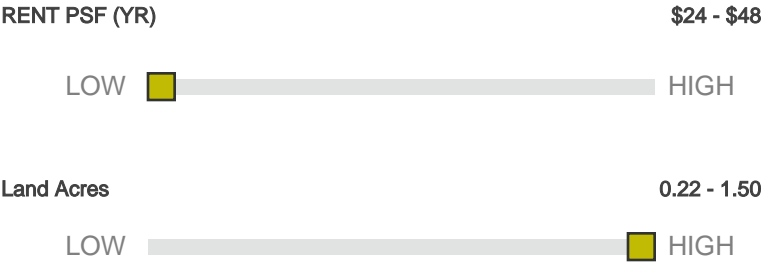 RENT PSF (YR) $24 - $48
LOW HIGH
Land Acres 0.22 - 1.50
LOW HIGH